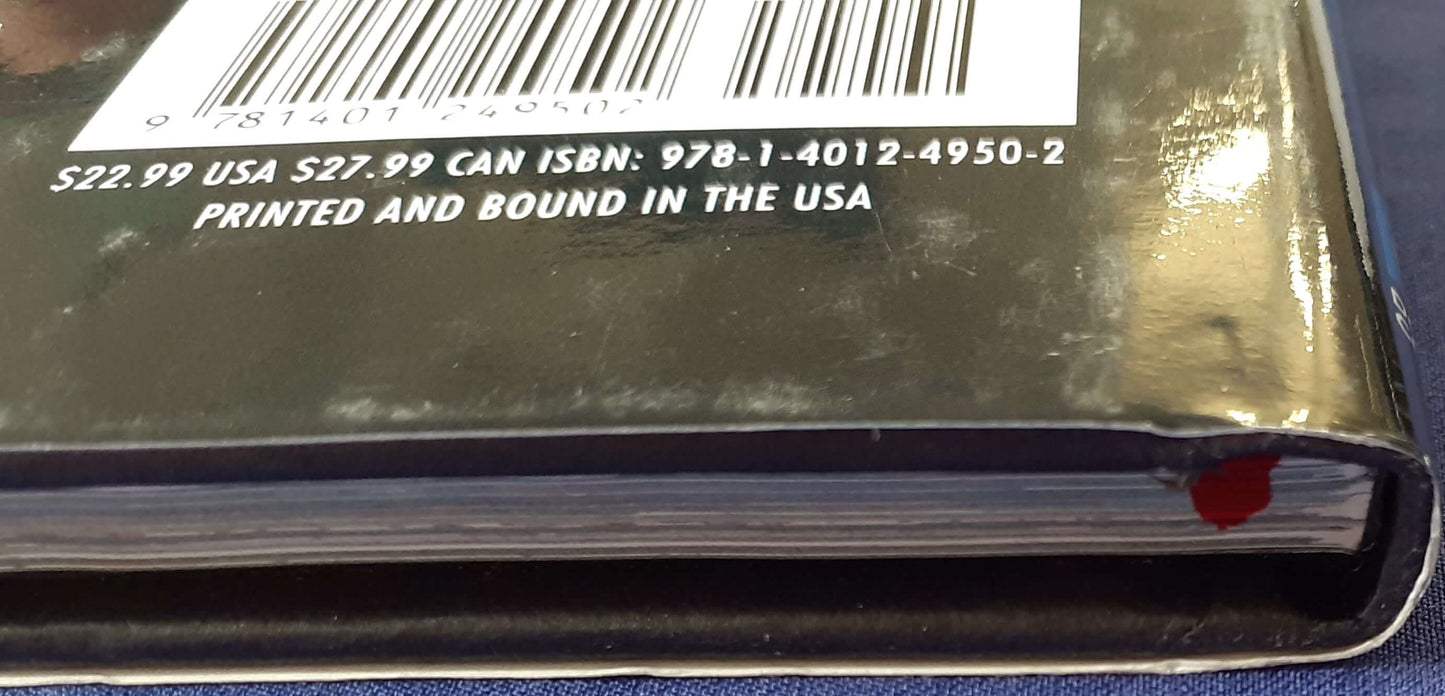 9 781401 249502
$22.99 USA $27.99 CAN ISBN: 978-1-4012-4950-2
PRINTED AND BOUND IN THE USA